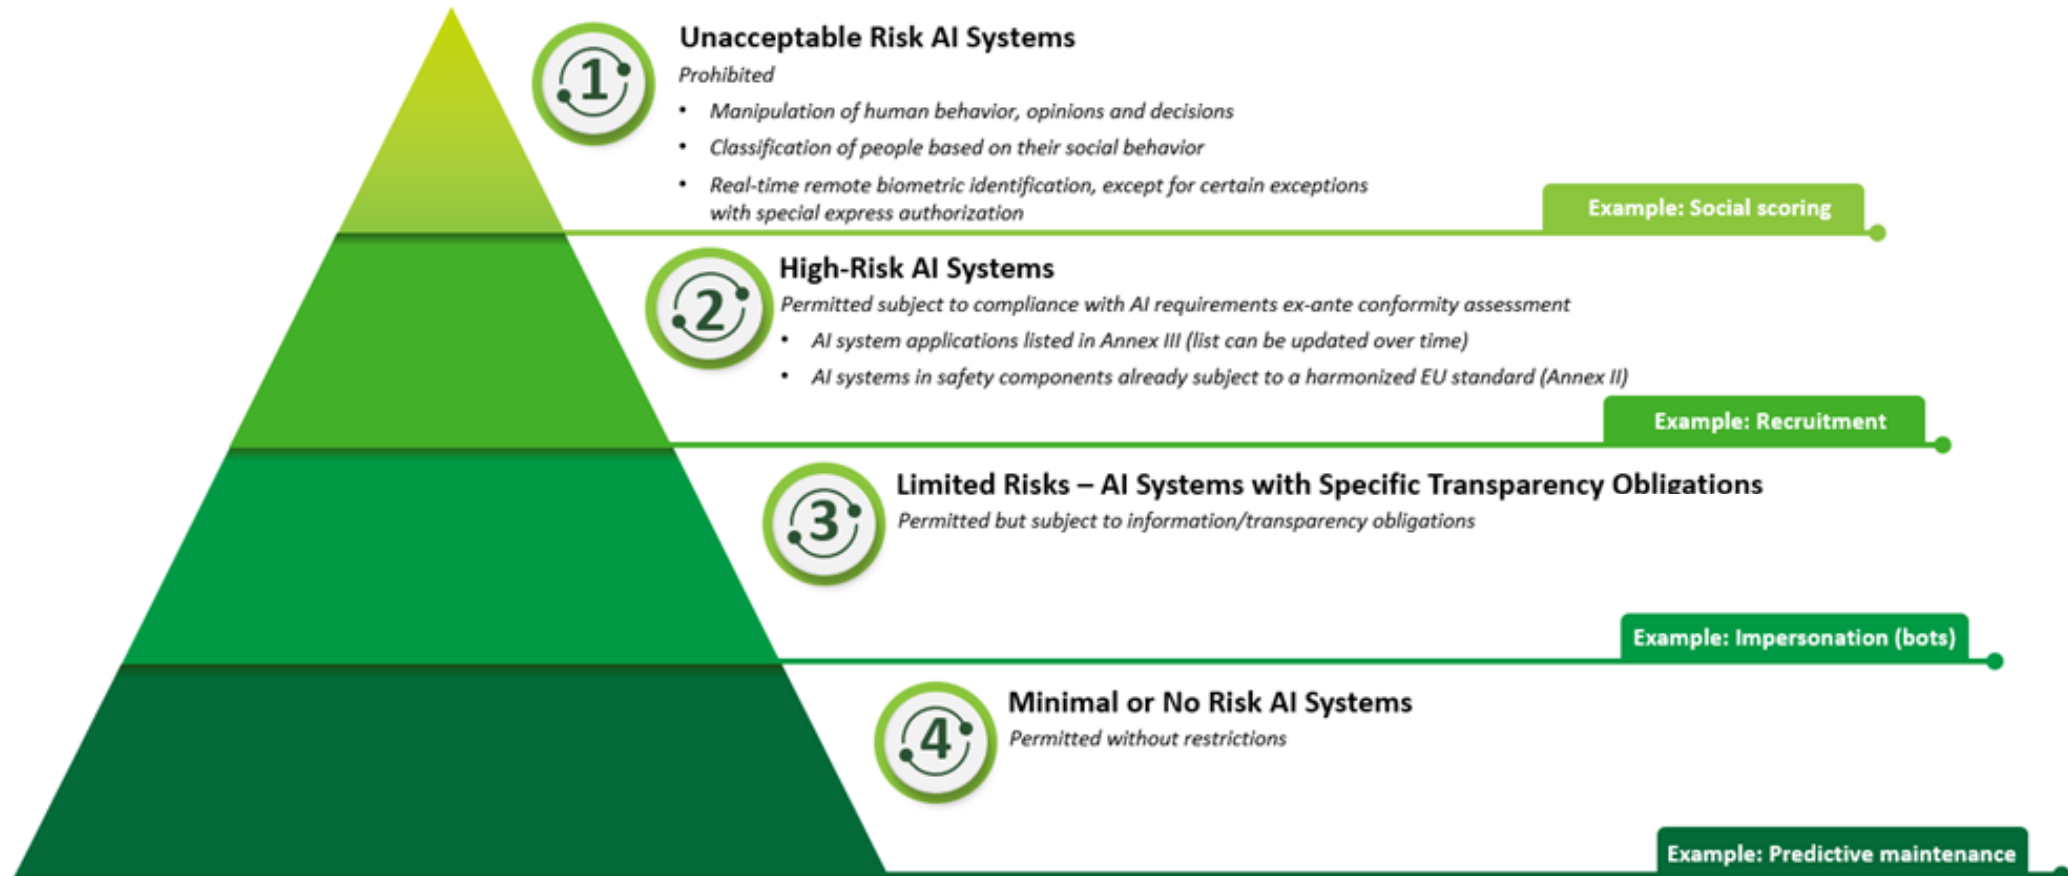 1
Unacceptable Risk AI Systems
Prohibited
• Manipulation of human behavior, opinions and decisions
• Classification of people based on their social behavior
• Real-time remote biometric identification, except for certain exceptions
with special express authorization
Example: Social scoring
2
High-Risk AI Systems
Permitted subject to compliance with AI requirements ex-ante conformity assessment
• AI system applications listed in Annex III (list can be updated over time)
• AI systems in safety components already subject to a harmonized EU standard (Annex II)
Example: Recruitment
3
Limited Risks – AI Systems with Specific Transparency Obligations
Permitted but subject to information/transparency obligations
Example: Impersonation (bots)
4
Minimal or No Risk AI Systems
Permitted without restrictions
Example: Predictive maintenance